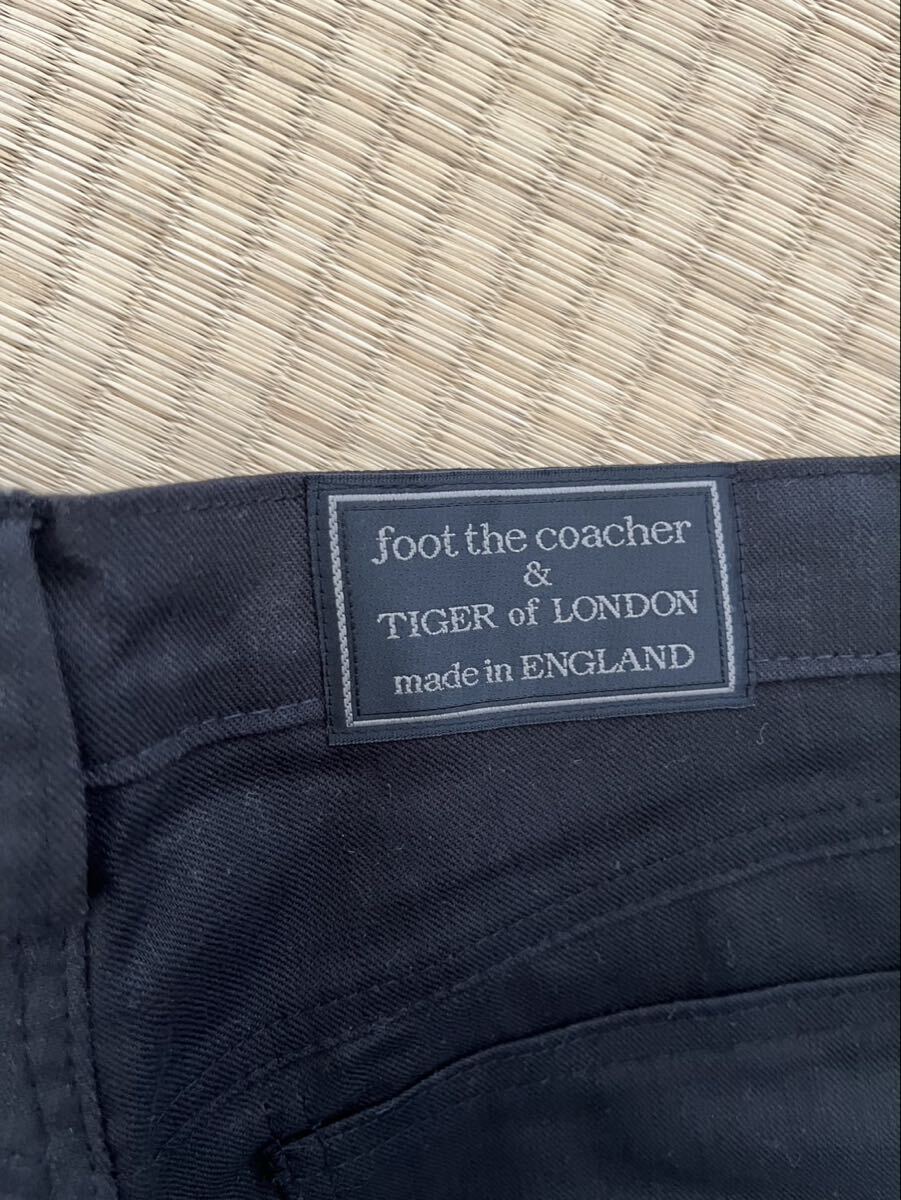 foot the coacher
&
TIGER of LONDON
made in ENGLAND